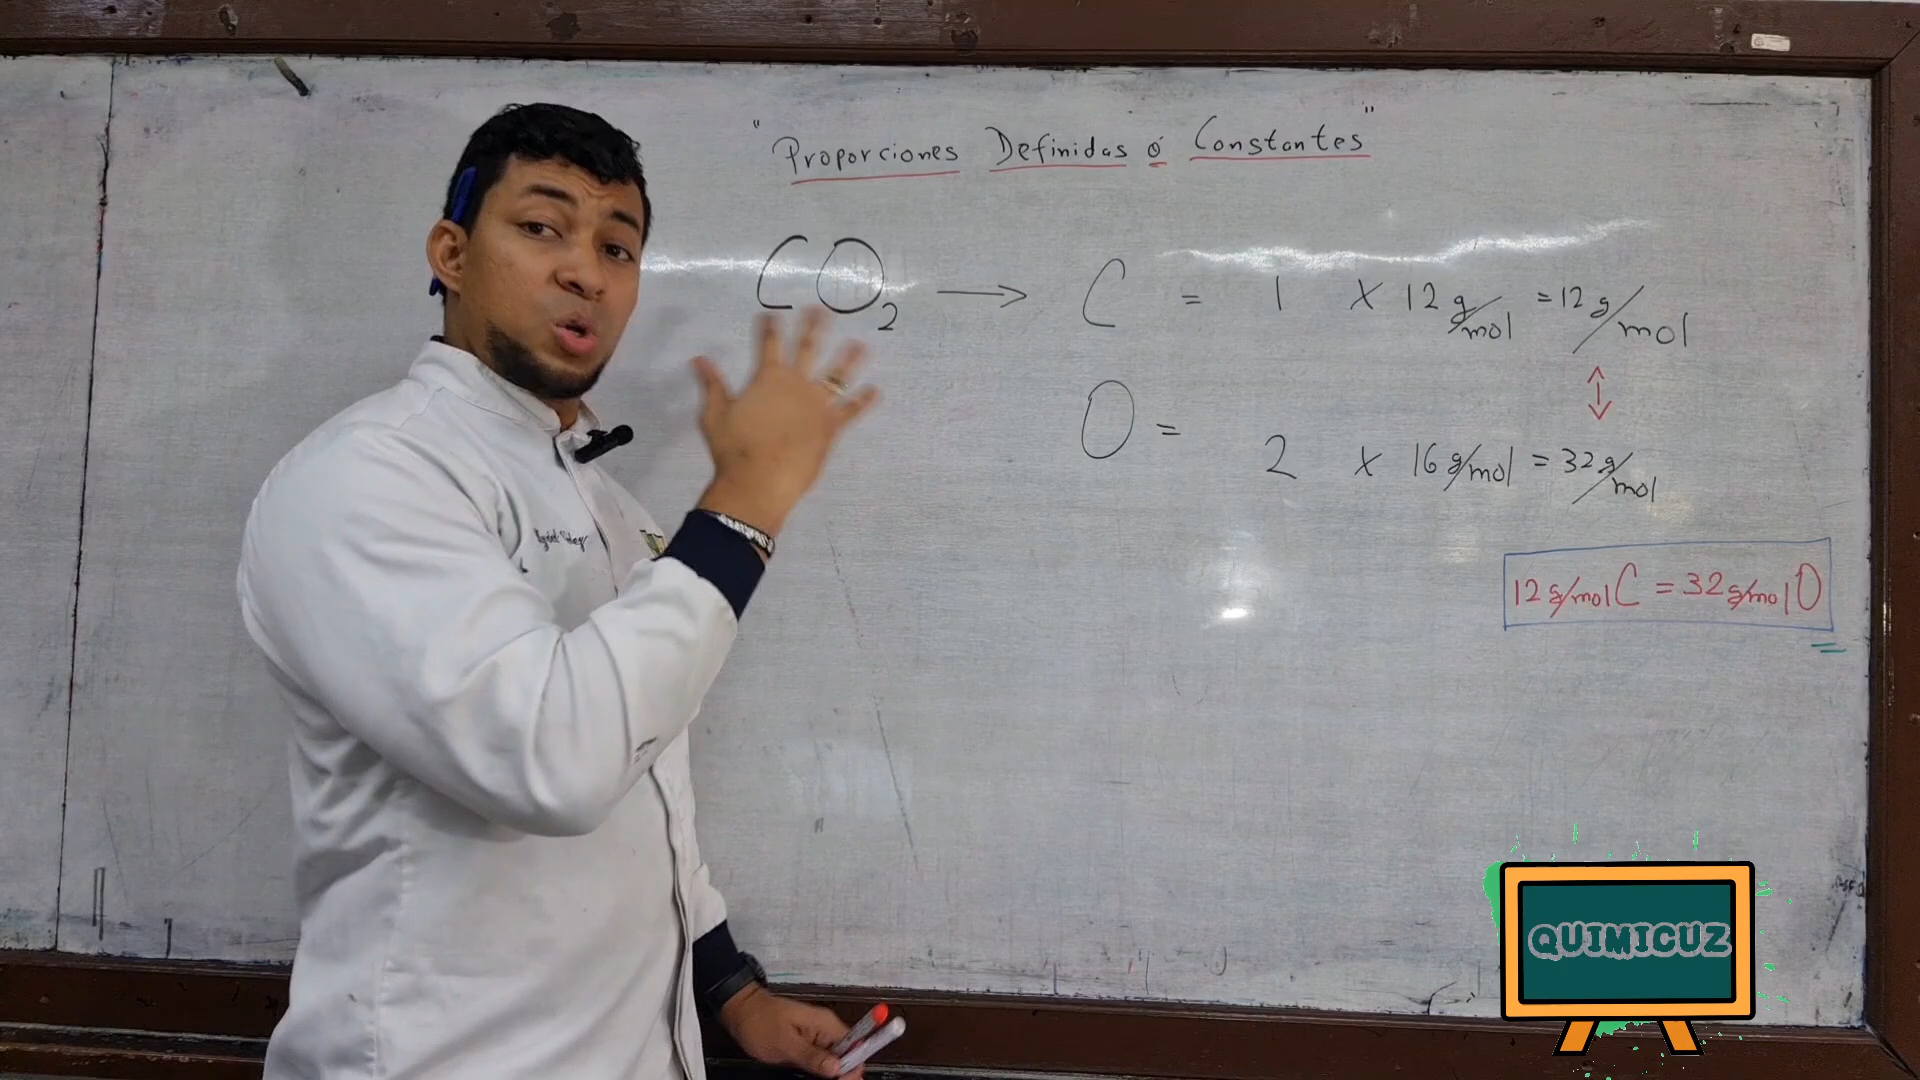 "Proporciones Definidas ó Constantes"
CO₂ → C = 1 X 12 g/mol = 12 g/mol
O = 2 x 16 g/mol = 32 g/mol
12 g/mol C = 32 g/mol O
QUIMICUZ